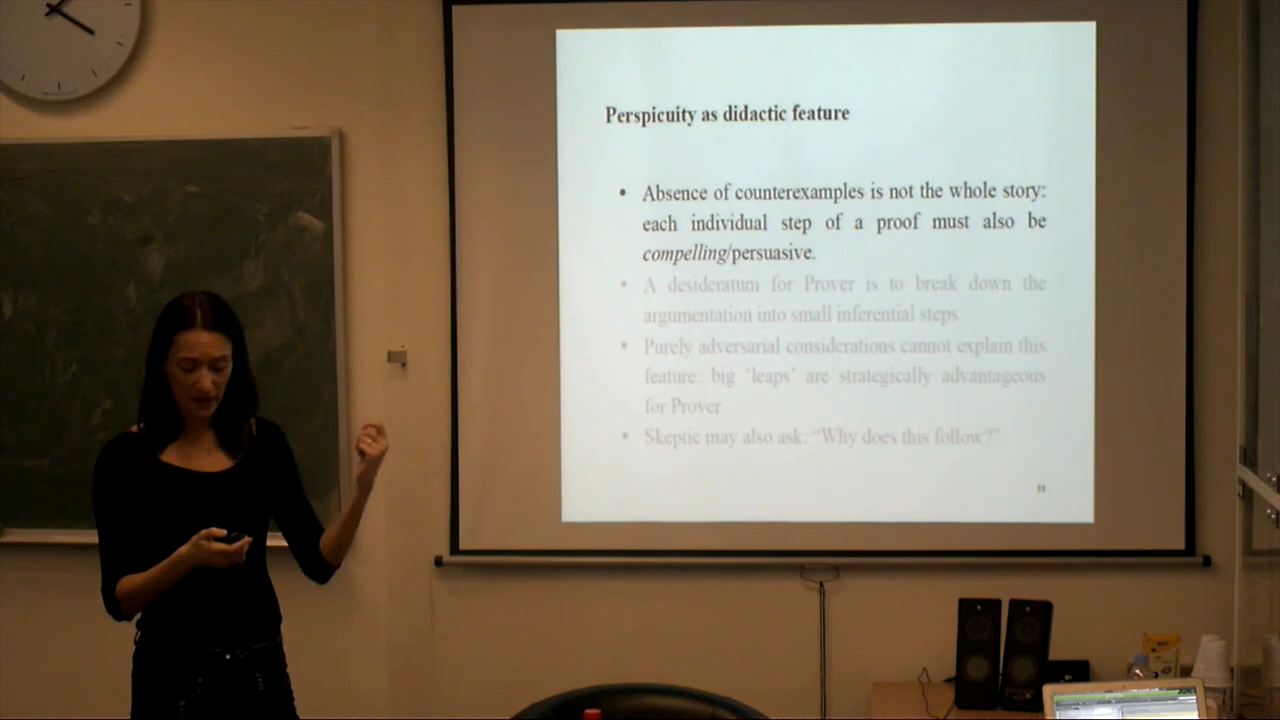 Perspicuity as didactic feature
• Absence of counterexamples is not the whole story:
each individual step of a proof must also be
compelling/persuasive.
• A desideratum for Prover is to break down the
argumentation into small inferential steps.
• Purely adversarial considerations cannot explain this
feature: big ‘leaps’ are strategically advantageous
for Prover.
• Skeptic may also ask: “Why does this follow?”